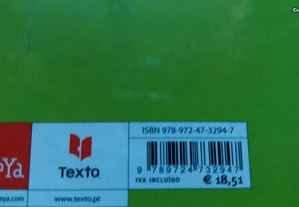 ISBN 978-972-47-3294-7
Ya
Texto
9 789724 732947
IVA INCLUÍDO
€ 18,51
eya.com
www.texto.pt